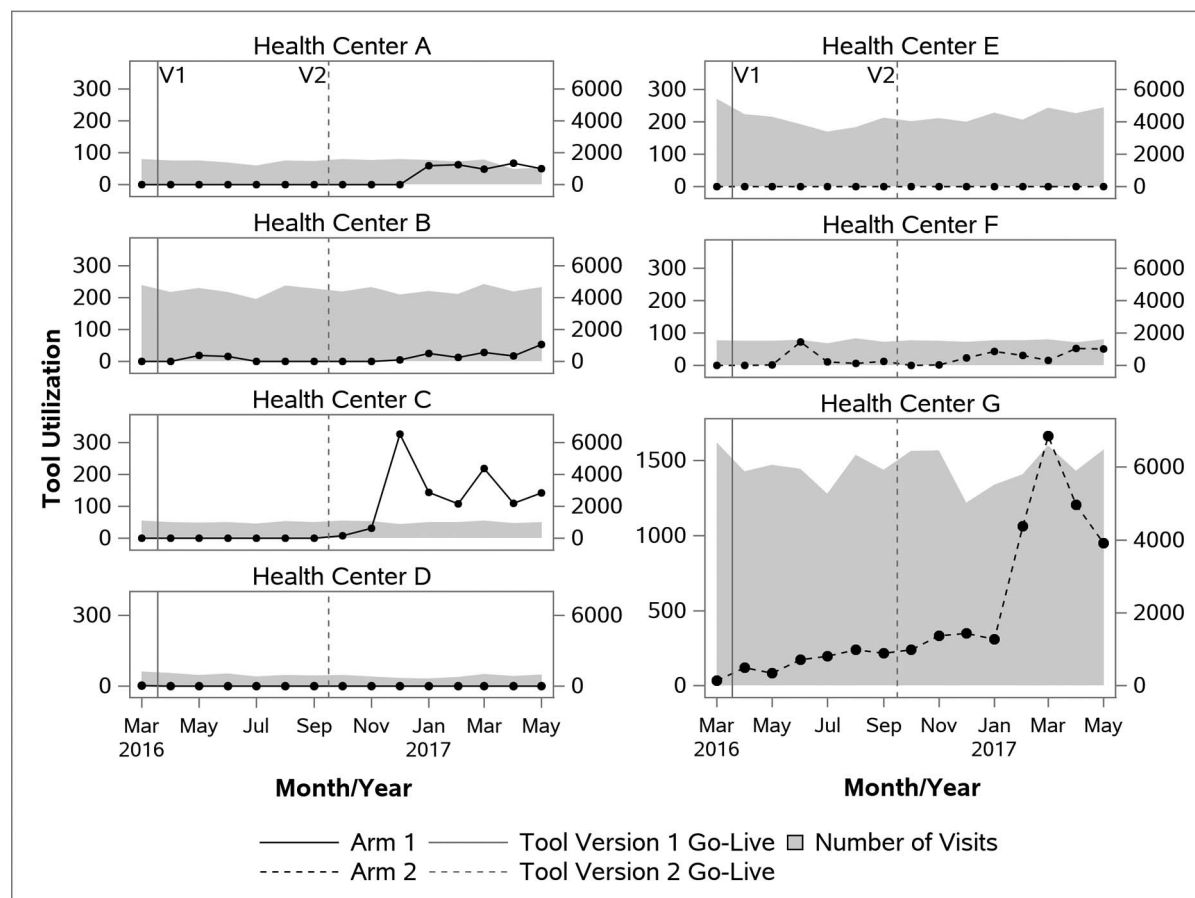 Health Center A
V1 V2
300 6000
200 4000
100 2000
0 0
Health Center B
300 6000
200 4000
100 2000
0 0
Health Center C
300 6000
200 4000
100 2000
0 0
Health Center D
300 6000
0 0
Mar May Jul Sep Nov Jan Mar May
2016 2017
Month/Year
Tool Utilization
Health Center E
V1 V2
300 6000
200 4000
100 2000
0 0
Health Center F
300 6000
200 4000
100 2000
0 0
Health Center G
1500 6000
1000 4000
500 2000
0 0
Mar May Jul Sep Nov Jan Mar May
2016 2017
Month/Year
Arm 1 Tool Version 1 Go-Live Number of Visits
Arm 2 Tool Version 2 Go-Live